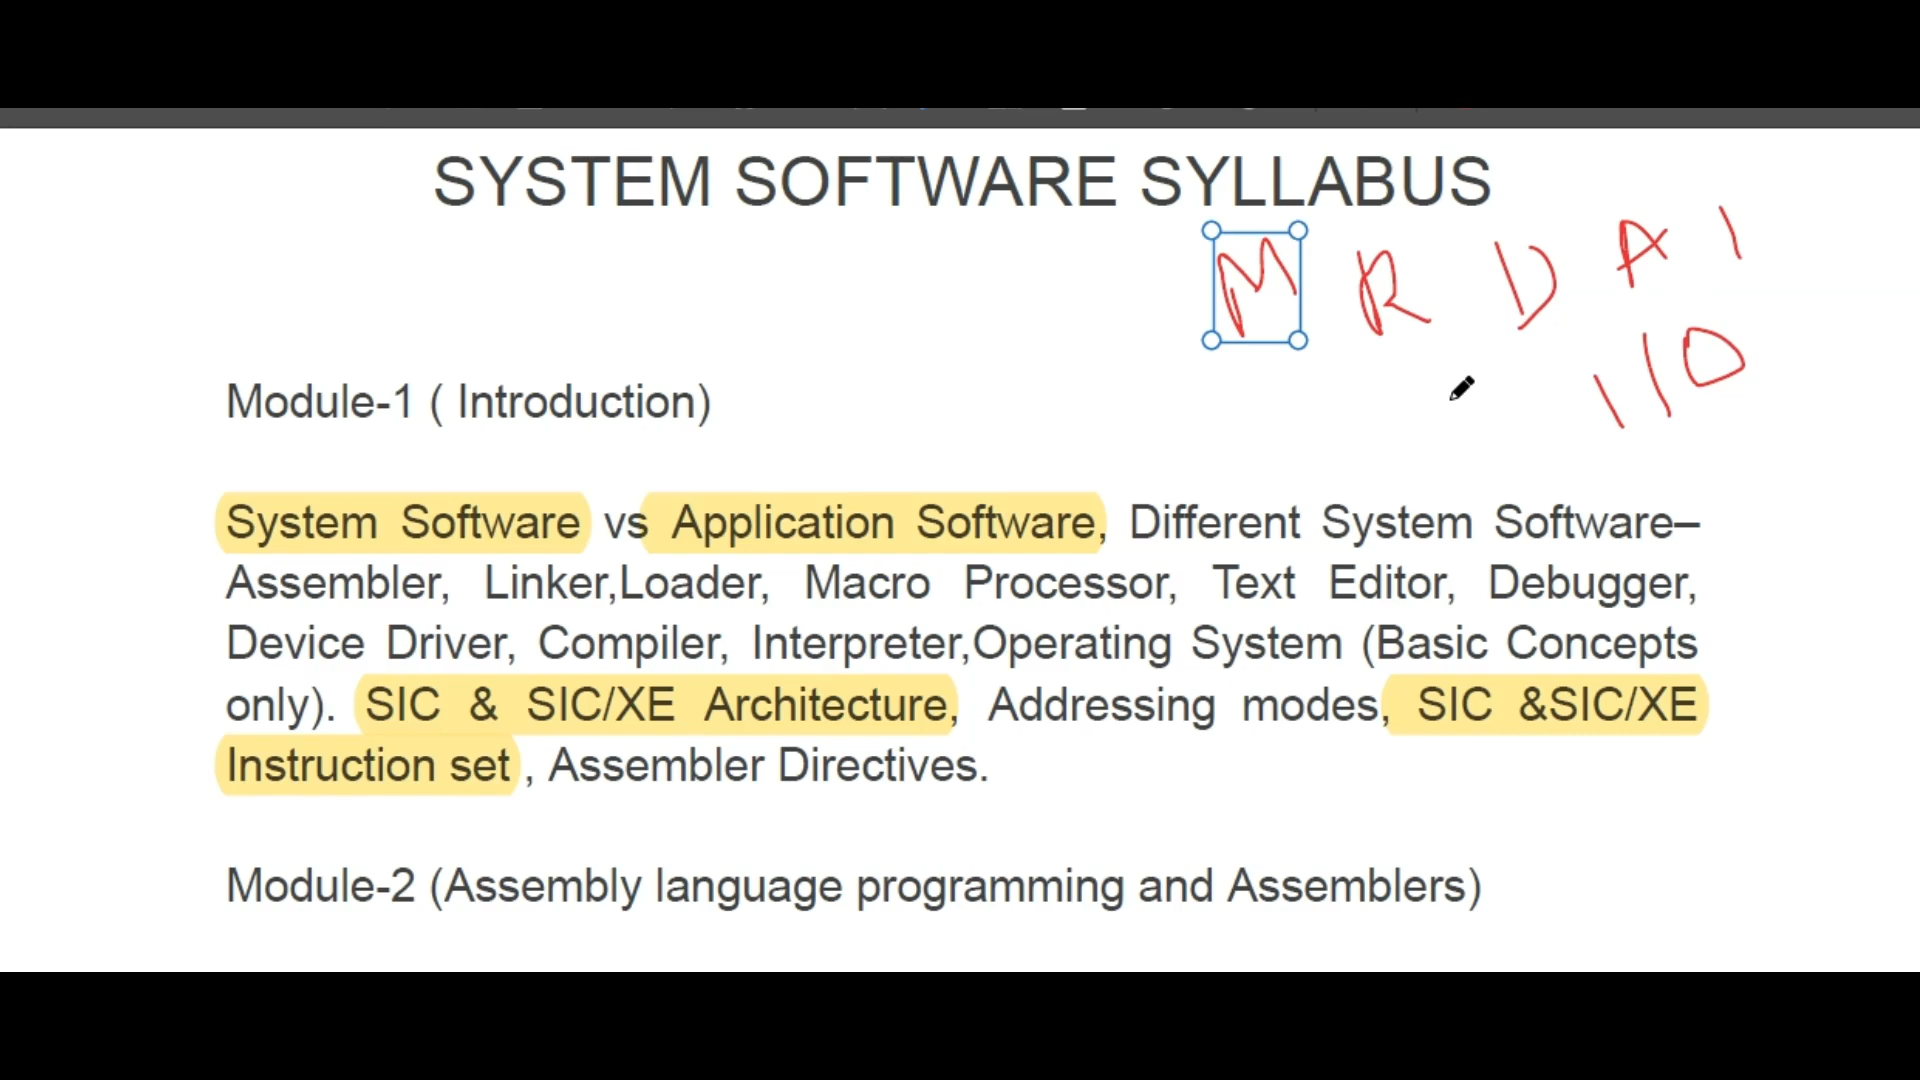 SYSTEM SOFTWARE SYLLABUS
M R D A I
I/O
Module-1 ( Introduction)
System Software vs Application Software, Different System Software–
Assembler, Linker,Loader, Macro Processor, Text Editor, Debugger,
Device Driver, Compiler, Interpreter,Operating System (Basic Concepts
only). SIC & SIC/XE Architecture, Addressing modes, SIC &SIC/XE
Instruction set , Assembler Directives.
Module-2 (Assembly language programming and Assemblers)